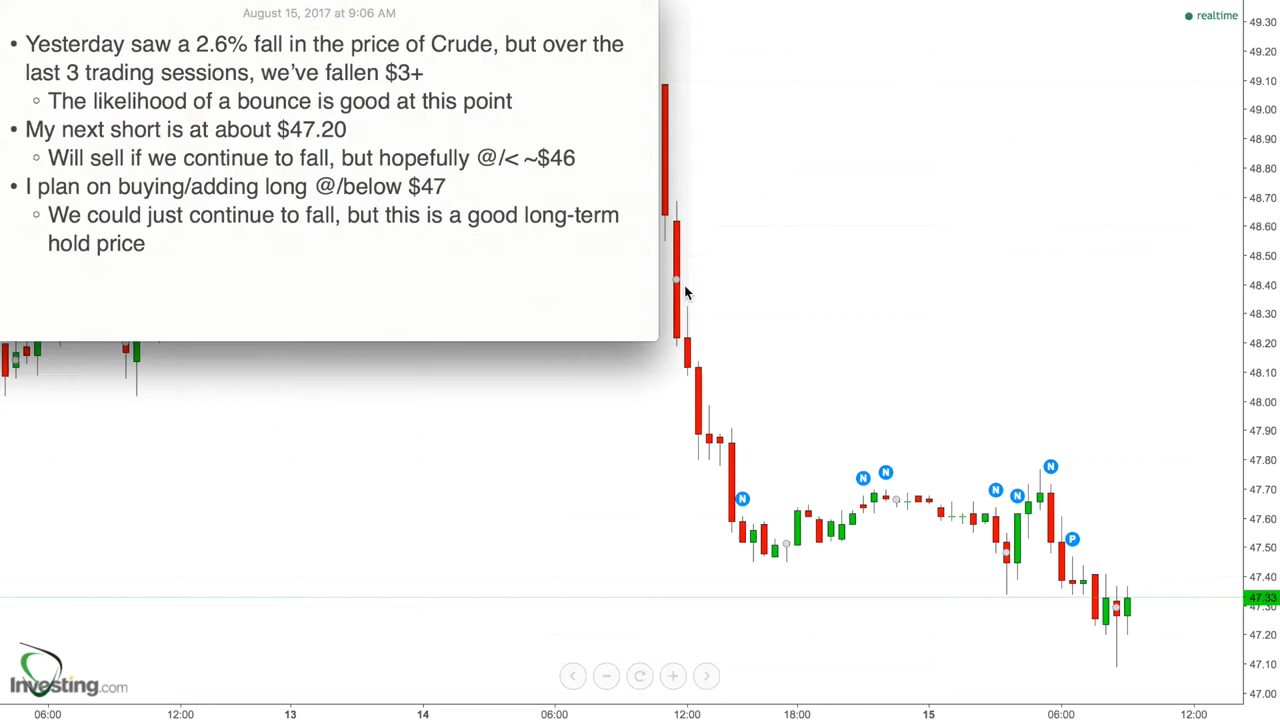 August 15, 2017 at 9:06 AM
• Yesterday saw a 2.6% fall in the price of Crude, but over the
last 3 trading sessions, we've fallen $3+
◦ The likelihood of a bounce is good at this point
• My next short is at about $47.20
◦ Will sell if we continue to fall, but hopefully @/< ~$46
• I plan on buying/adding long @/below $47
◦ We could just continue to fall, but this is a good long-term
hold price
realtime
49.30
49.20
49.10
49.00
48.90
48.80
48.70
48.60
48.50
48.40
48.30
48.20
48.10
48.00
47.90
47.80
47.70
47.60
47.50
47.40
47.33
47.30
47.20
47.10
47.00
N
N
N
N
N
N
P
Investing.com
06:00
12:00
13
14
06:00
12:00
18:00
15
06:00
12:00